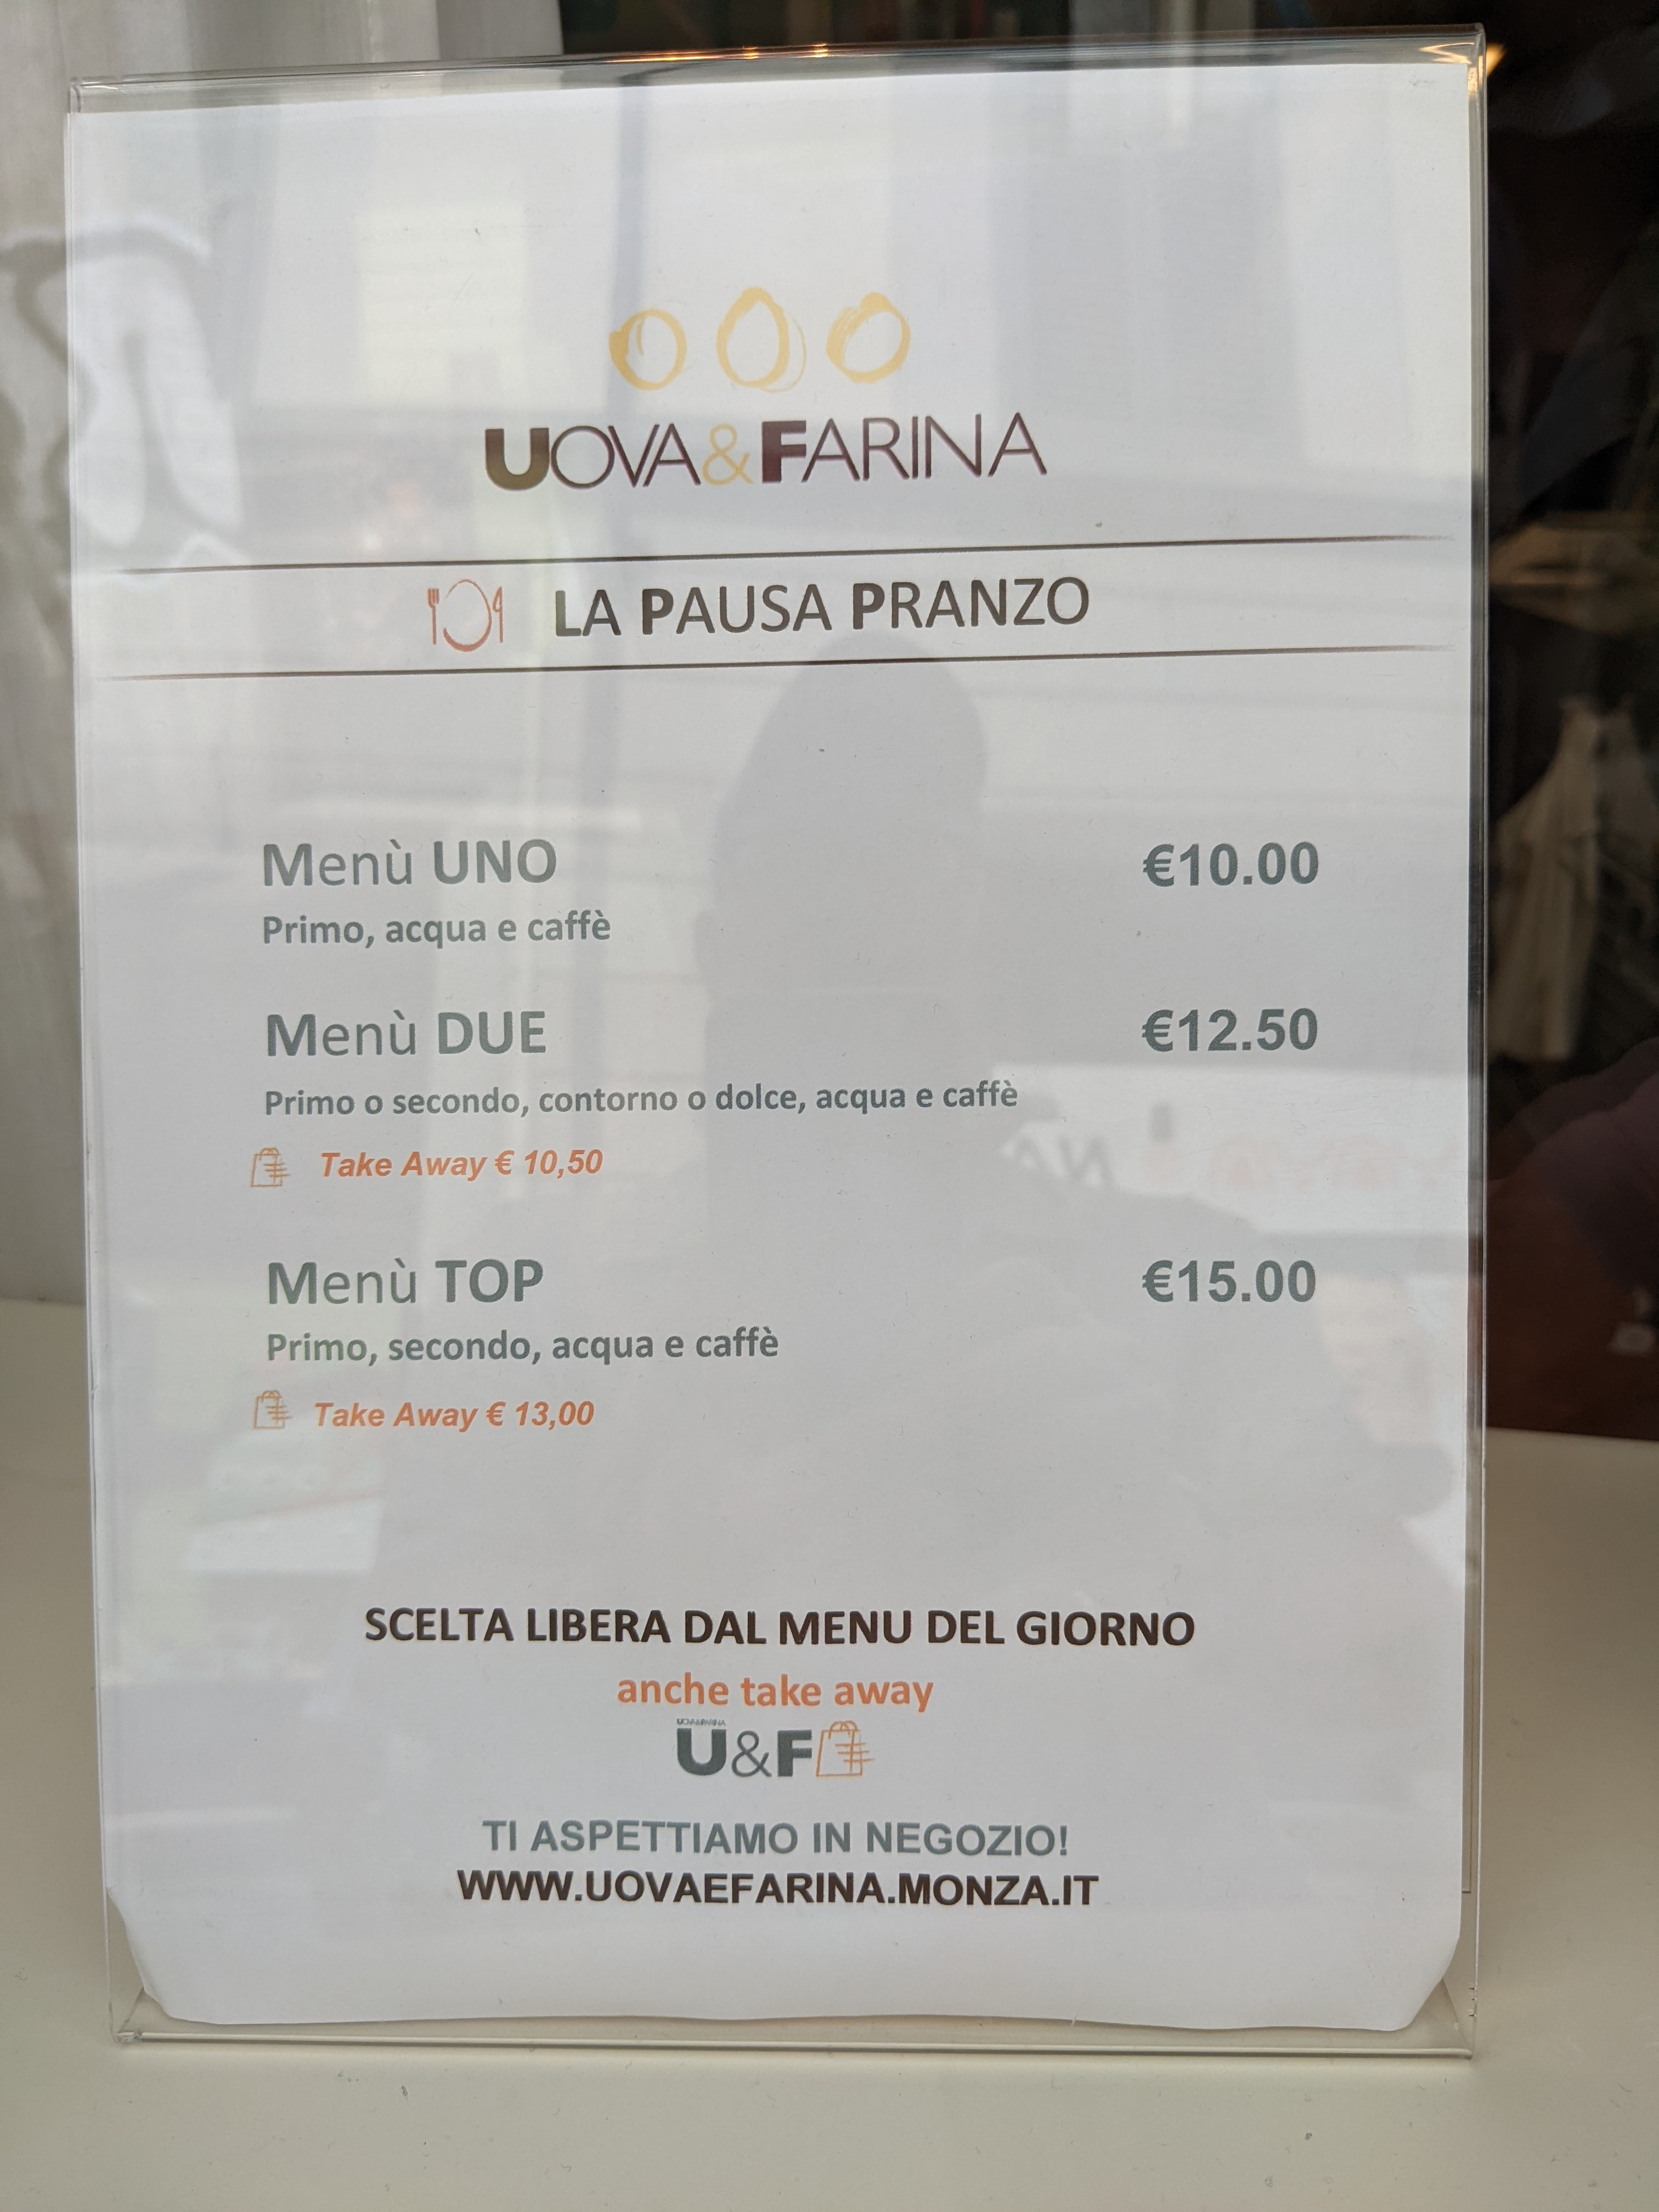 UOVA&FARINA
LA PAUSA PRANZO
Menù UNO €10.00
Primo, acqua e caffè
Menù DUE €12.50
Primo o secondo, contorno o dolce, acqua e caffè
Take Away € 10,50
Menù TOP €15.00
Primo, secondo, acqua e caffè
Take Away € 13,00
SCELTA LIBERA DAL MENU DEL GIORNO
anche take away
UOVA&FARINA
U&F
TI ASPETTIAMO IN NEGOZIO!
WWW.UOVAEFARINA.MONZA.IT